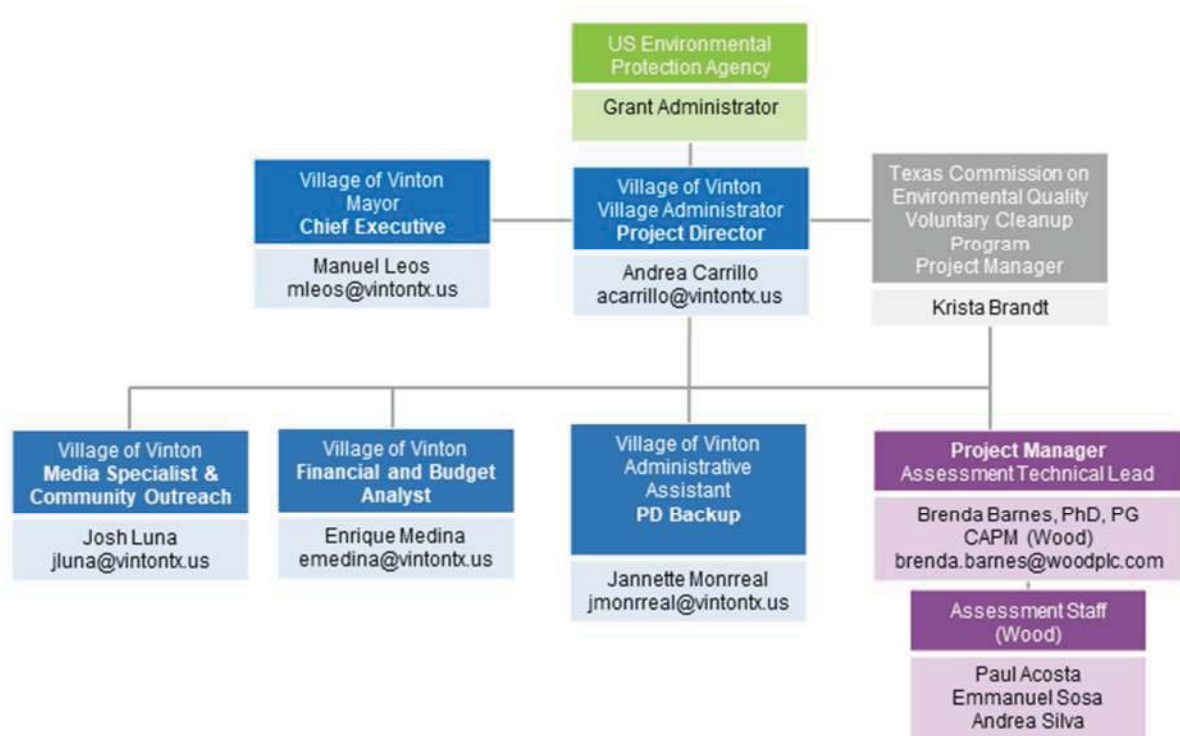 US Environmental
Protection Agency
Grant Administrator
Village of Vinton
Mayor
Chief Executive
Manuel Leos
mleos@vintontx.us
Village of Vinton
Village Administrator
Project Director
Andrea Carrillo
acarrillo@vintontx.us
Texas Commission on
Environmental Quality
Voluntary Cleanup
Program
Project Manager
Krista Brandt
Village of Vinton
Media Specialist &
Community Outreach
Josh Luna
jluna@vintontx.us
Village of Vinton
Financial and Budget
Analyst
Enrique Medina
emedina@vintontx.us
Village of Vinton
Administrative
Assistant
PD Backup
Jannette Monrreal
jmonrreal@vintontx.us
Project Manager
Assessment Technical Lead
Brenda Barnes, PhD, PG
CAPM (Wood)
brenda.barnes@woodplc.com
Assessment Staff
(Wood)
Paul Acosta
Emmanuel Sosa
Andrea Silva